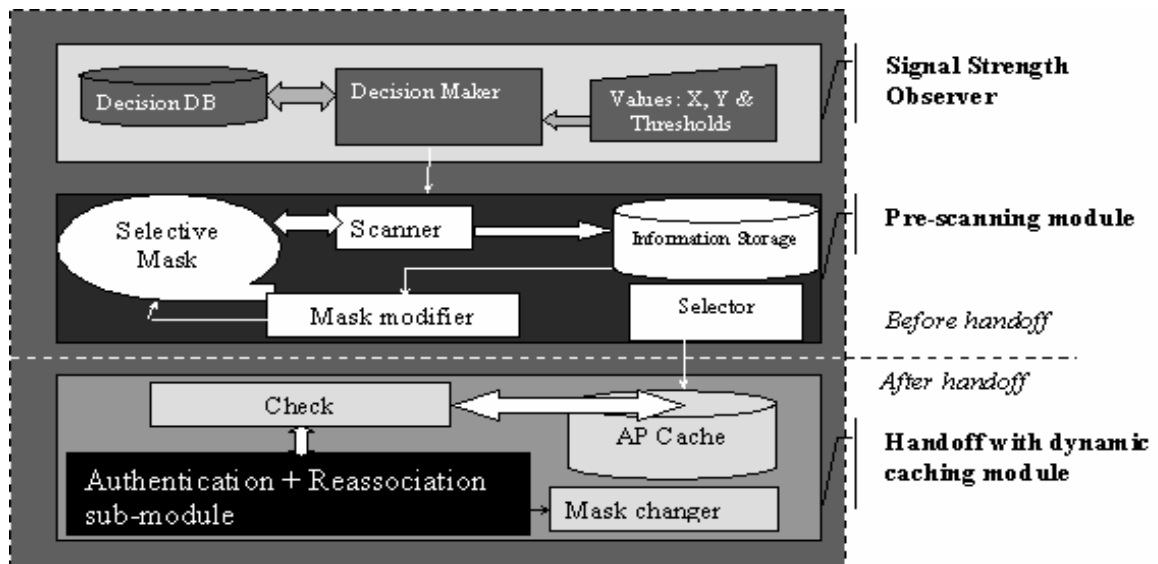 Signal Strength
Observer
Decision DB
Decision Maker
Values: X, Y &
Thresholds
Pre-scanning module
Selective
Mask
Scanner
Information Storage
Mask modifier
Selector
Before handoff
After handoff
Check
AP Cache
Handoff with dynamic
caching module
Authentication + Reassociation
sub-module
Mask changer